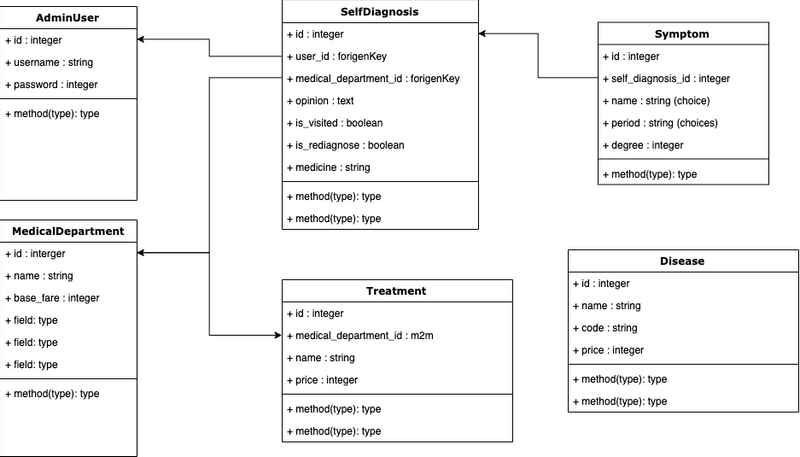 AdminUser
+ id : integer
+ username : string
+ password : integer
+ method(type): type
SelfDiagnosis
+ id : integer
+ user_id : forigenKey
+ medical_department_id : forigenKey
+ opinion : text
+ is_visited : boolean
+ is_rediagnose : boolean
+ medicine : string
+ method(type): type
+ method(type): type
Symptom
+ id : integer
+ self_diagnosis_id : integer
+ name : string (choice)
+ period : string (choices)
+ degree : integer
+ method(type): type
MedicalDepartment
+ id : interger
+ name : string
+ base_fare : integer
+ field: type
+ field: type
+ field: type
+ method(type): type
Treatment
+ id : integer
+ medical_department_id : m2m
+ name : string
+ price : integer
+ method(type): type
+ method(type): type
Disease
+ id : integer
+ name : string
+ code : string
+ price : integer
+ method(type): type
+ method(type): type